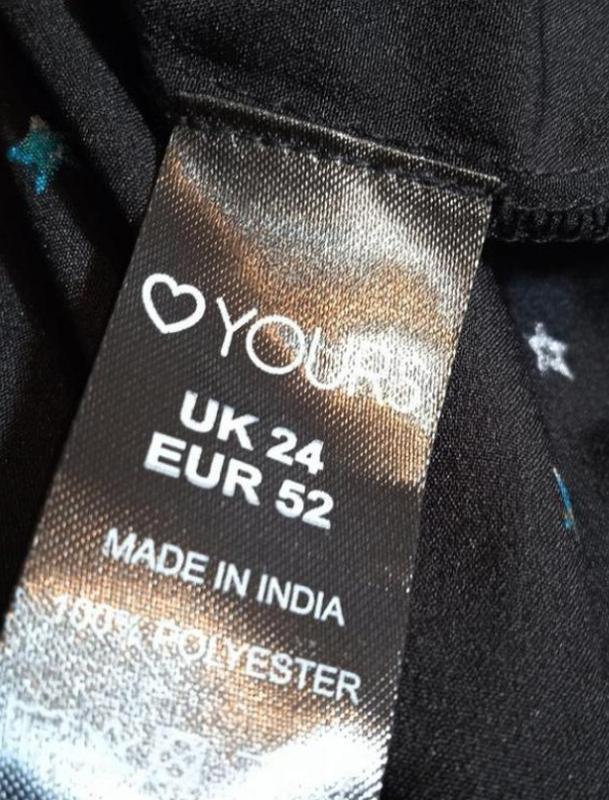 YOURS
UK 24
EUR 52
MADE IN INDIA
100% POLYESTER